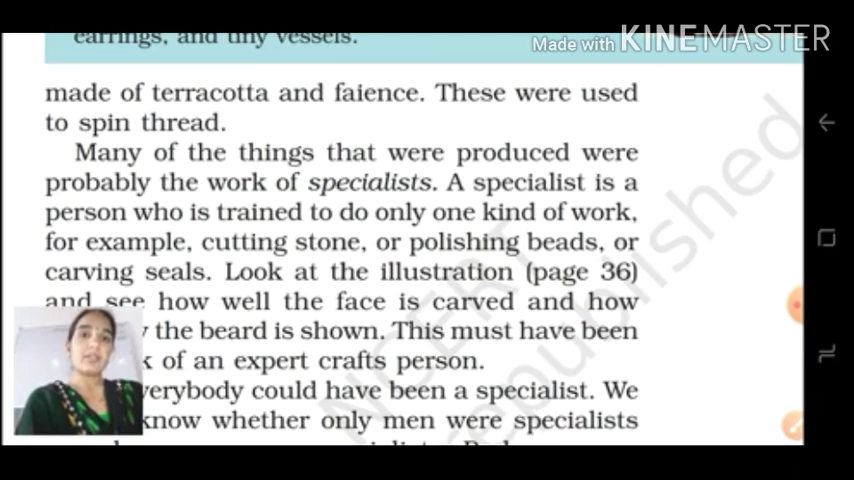 earrings, and tiny vessels.
Made with KINEMASTER
made of terracotta and faience. These were used
to spin thread.
Many of the things that were produced were
probably the work of specialists. A specialist is a
person who is trained to do only one kind of work,
for example, cutting stone, or polishing beads, or
carving seals. Look at the illustration (page 36)
and see how well the face is carved and how
the beard is shown. This must have been
of an expert crafts person.
could have been a specialist. We
know whether only men were specialists
NCERT
republished